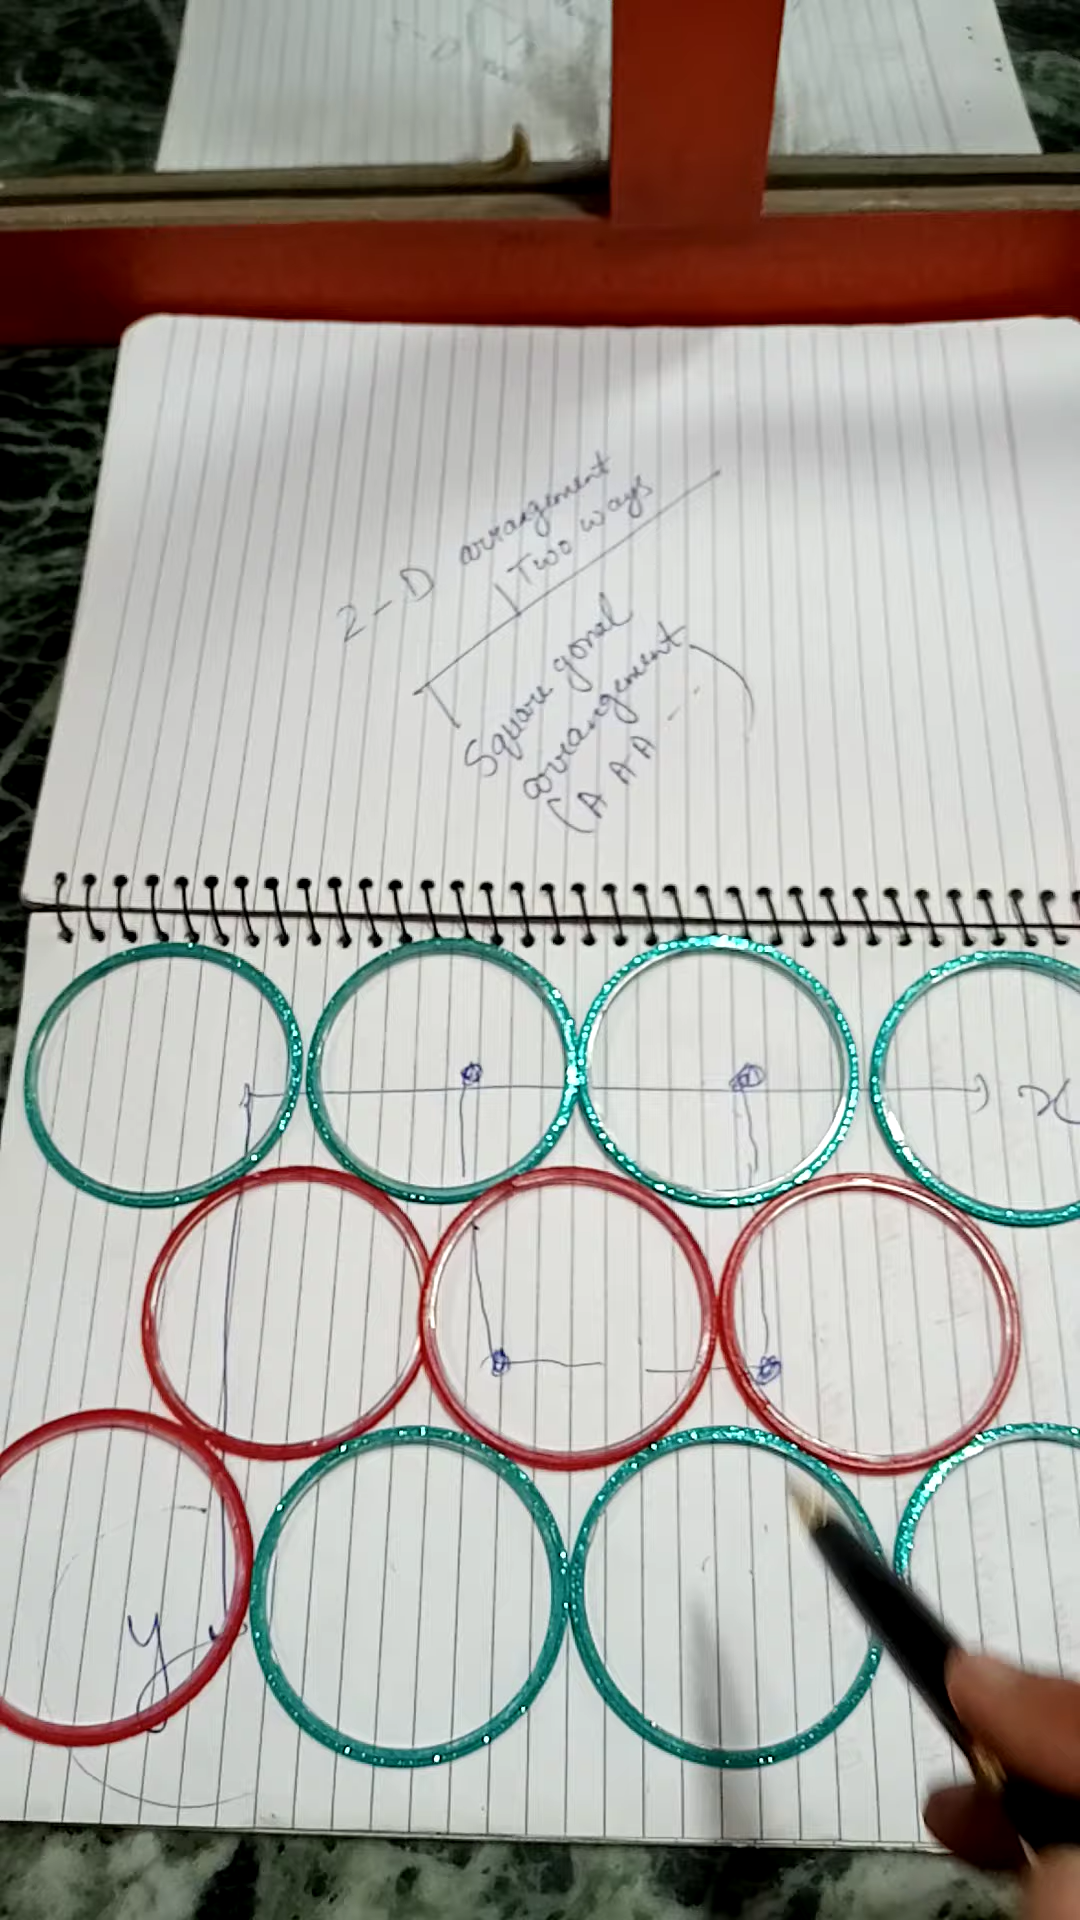 2-D arrangement
Two ways
Square gonal
arrangement
(A A A - - -)
x
y